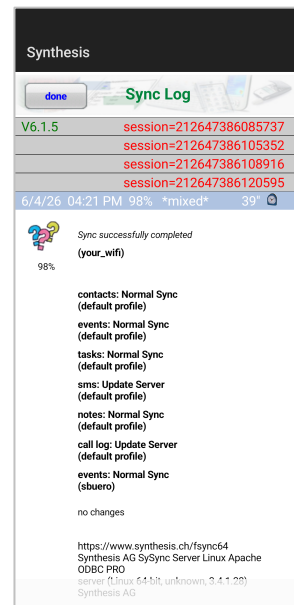 Synthesis
done
Sync Log
V6.1.5 session=212647386085737
session=212647386105352
session=212647386108916
session=212647386120595
6/4/26 04:21 PM 98% *mixed* 39"
98%
Sync successfully completed
(your_wifi)
contacts: Normal Sync
(default profile)
events: Normal Sync
(default profile)
tasks: Normal Sync
(default profile)
sms: Update Server
(default profile)
notes: Normal Sync
(default profile)
call log: Update Server
(default profile)
events: Normal Sync
(sbuero)
no changes
https://www.synthesis.ch/fsync64
Synthesis AG SySync Server Linux Apache
ODBC PRO
server (Linux 64-bit, unknown, 3.4.1.28)
Synthesis AG